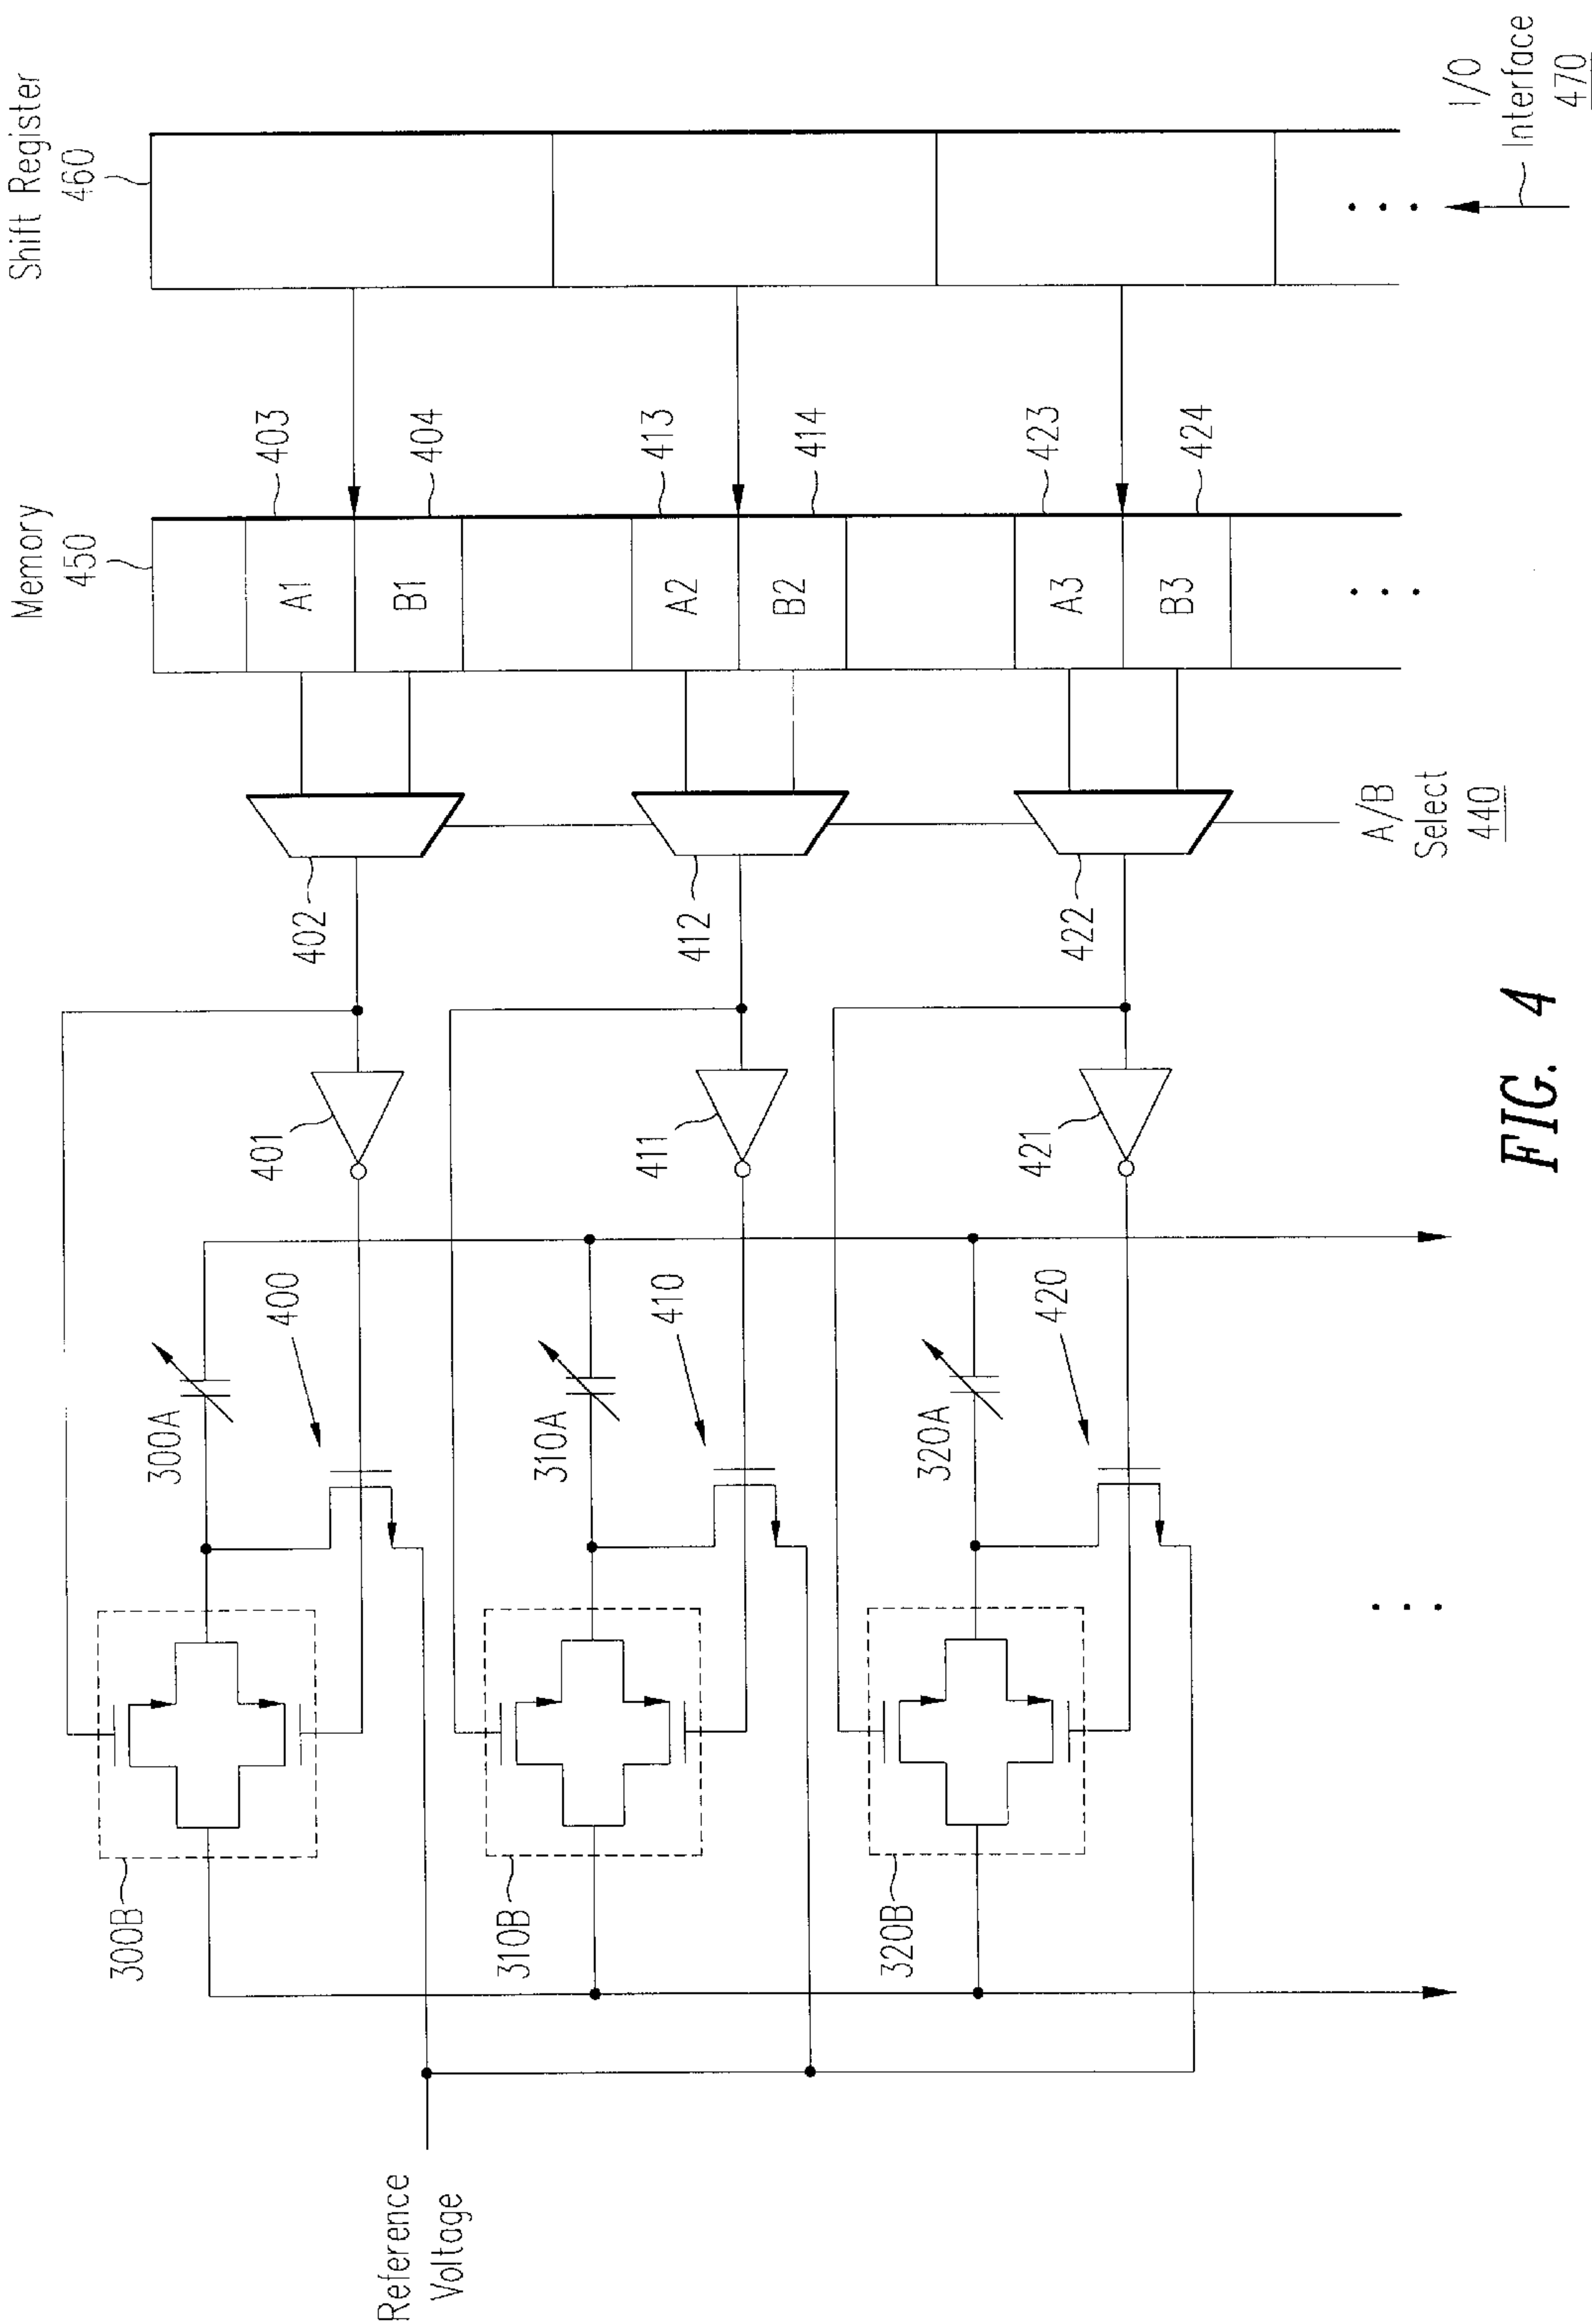 Shift Register
460
I/O
Interface
470
Memory
450
403
404
413
414
423
424
A1
B1
A2
B2
A3
B3
A/B
Select
440
402
412
422
401
411
421
300A
400
310A
410
320A
420
300B
310B
320B
Reference
Voltage
FIG. 4